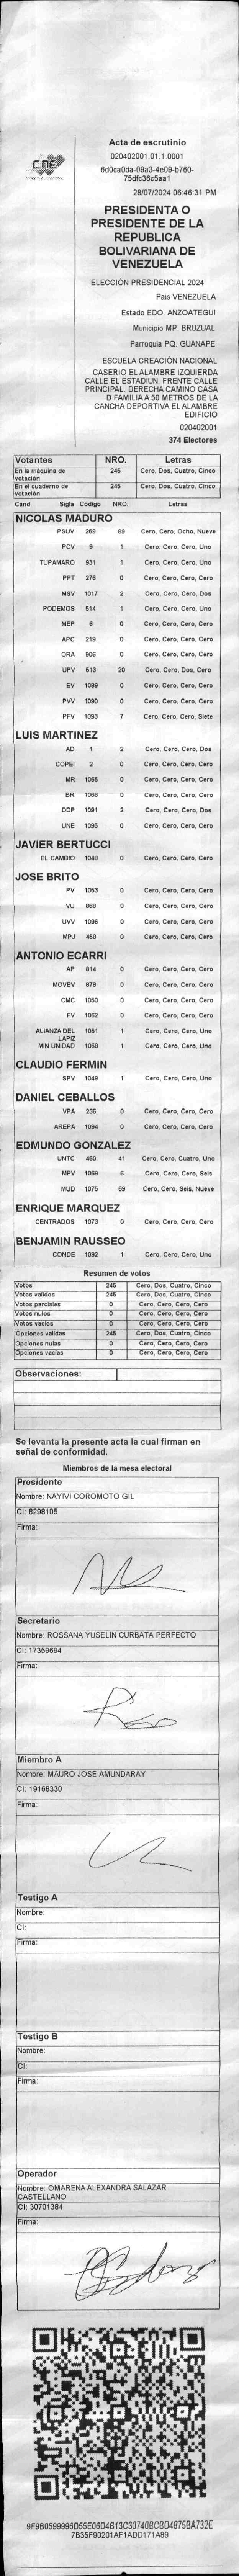 CNE
Acta de escrutinio
020402001.01.1.0001
6d0ca0da-09a3-4e09-b760-
75dfc36c5aa1
28/07/2024 06:46:31 PM
PRESIDENTA O
PRESIDENTE DE LA
REPUBLICA
BOLIVARIANA DE
VENEZUELA
ELECCIÓN PRESIDENCIAL 2024
Pais VENEZUELA
Estado EDO. ANZOATEGUI
Municipio MP. BRUZUAL
Parroquia PQ. GUANAPE
ESCUELA CREACIÓN NACIONAL
CASERIO EL ALAMBRE IZQUIERDA
CALLE EL ESTADIUN. FRENTE CALLE
PRINCIPAL. DERECHA CAMINO CASA
D FAMILIA A 50 METROS DE LA
CANCHA DEPORTIVA EL ALAMBRE
EDIFICIO
020402001
374 Electores
Votantes NRO. Letras
En la máquina de votación 245 Cero, Dos, Cuatro, Cinco
En el cuaderno de votación 245 Cero, Dos, Cuatro, Cinco
Cand. Sigla Código NRO. Letras
NICOLAS MADURO
PSUV 269 89 Cero, Cero, Ocho, Nueve
PCV 9 1 Cero, Cero, Cero, Uno
TUPAMARO 931 1 Cero, Cero, Cero, Uno
PPT 276 0 Cero, Cero, Cero, Cero
MSV 1017 2 Cero, Cero, Cero, Dos
PODEMOS 514 1 Cero, Cero, Cero, Uno
MEP 6 0 Cero, Cero, Cero, Cero
APC 219 0 Cero, Cero, Cero, Cero
ORA 906 0 Cero, Cero, Cero, Cero
UPV 513 20 Cero, Cero, Dos, Cero
EV 1089 0 Cero, Cero, Cero, Cero
PVV 1090 0 Cero, Cero, Cero, Cero
PFV 1093 7 Cero, Cero, Cero, Siete
LUIS MARTINEZ
AD 1 2 Cero, Cero, Cero, Dos
COPEI 2 0 Cero, Cero, Cero, Cero
MR 1065 0 Cero, Cero, Cero, Cero
BR 1066 0 Cero, Cero, Cero, Cero
DDP 1091 2 Cero, Cero, Cero, Dos
UNE 1095 0 Cero, Cero, Cero, Cero
JAVIER BERTUCCI
EL CAMBIO 1048 0 Cero, Cero, Cero, Cero
JOSE BRITO
PV 1053 0 Cero, Cero, Cero, Cero
VU 868 0 Cero, Cero, Cero, Cero
UVV 1096 0 Cero, Cero, Cero, Cero
MPJ 458 0 Cero, Cero, Cero, Cero
ANTONIO ECARRI
AP 914 0 Cero, Cero, Cero, Cero
MOVEV 979 0 Cero, Cero, Cero, Cero
CMC 1050 0 Cero, Cero, Cero, Cero
FV 1062 0 Cero, Cero, Cero, Cero
ALIANZA DEL LAPIZ 1051 1 Cero, Cero, Cero, Uno
MIN UNIDAD 1068 1 Cero, Cero, Cero, Uno
CLAUDIO FERMIN
SPV 1049 1 Cero, Cero, Cero, Uno
DANIEL CEBALLOS
VPA 236 0 Cero, Cero, Cero, Cero
AREPA 1094 0 Cero, Cero, Cero, Cero
EDMUNDO GONZALEZ
UNTC 460 41 Cero, Cero, Cuatro, Uno
MPV 1069 6 Cero, Cero, Cero, Seis
MUD 1075 69 Cero, Cero, Seis, Nueve
ENRIQUE MARQUEZ
CENTRADOS 1073 0 Cero, Cero, Cero, Cero
BENJAMIN RAUSSEO
CONDE 1092 1 Cero, Cero, Cero, Uno
Resumen de votos
Votos 245 Cero, Dos, Cuatro, Cinco
Votos validos 245 Cero, Dos, Cuatro, Cinco
Votos parciales 0 Cero, Cero, Cero, Cero
Votos nulos 0 Cero, Cero, Cero, Cero
Votos vacios 0 Cero, Cero, Cero, Cero
Opciones validas 245 Cero, Dos, Cuatro, Cinco
Opciones nulas 0 Cero, Cero, Cero, Cero
Opciones vacias 0 Cero, Cero, Cero, Cero
Observaciones:
Se levanta la presente acta la cual firman en
señal de conformidad.
Miembros de la mesa electoral
Presidente
Nombre: NAYIVI COROMOTO GIL
CI: 8298105
Firma:
Secretario
Nombre: ROSSANA YUSELIN CURBATA PERFECTO
CI: 17359694
Firma:
Miembro A
Nombre: MAURO JOSE AMUNDARAY
CI: 19168330
Firma:
Testigo A
Nombre:
CI:
Firma:
Testigo B
Nombre:
CI:
Firma:
Operador
Nombre: OMARENA ALEXANDRA SALAZAR
CASTELLANO
CI: 30701384
Firma:
9F9B0599996D55E06D4B13C30740BCBD4975BA732E
7B35F90201AF1ADD171A89